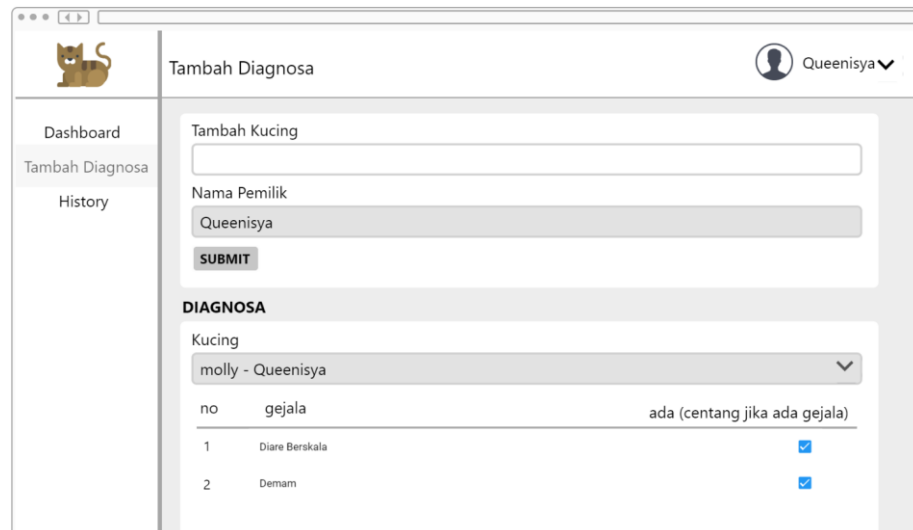 Tambah Diagnosa
Queenisya
Dashboard
Tambah Diagnosa
History
Tambah Kucing
Nama Pemilik
Queenisya
SUBMIT
DIAGNOSA
Kucing
molly - Queenisya
no gejala ada (centang jika ada gejala)
1 Diare Berskala
2 Demam